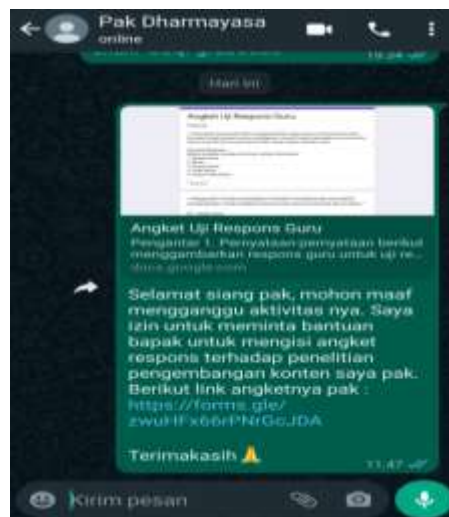 Pak Dharmayasa
online
19.34
Hari ini
Angket Uji Respons Guru
Angket Uji Respons Guru
Pengantar 1. Pernyataan-pernyataan berikut
menggambarkan respons guru untuk uji re...
docs.google.com
Selamat siang pak, mohon maaf
mengganggu aktivitas nya. Saya
izin untuk meminta bantuan
bapak untuk mengisi angket
respons terhadap penelitian
pengembangan konten saya pak.
Berikut link angketnya pak :
https://forms.gle/
Terimakasih 🙏
11.47
Kirim pesan